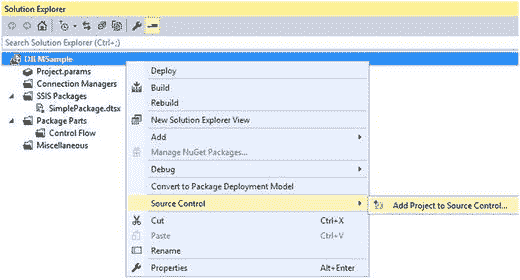 Solution Explorer
Search Solution Explorer (Ctrl+;)
Project.params
Connection Managers
SSIS Packages
SimplePackage.dtsx
Package Parts
Control Flow
Miscellaneous
Deploy
Build
Rebuild
New Solution Explorer View
Add
Manage NuGet Packages...
Debug
Convert to Package Deployment Model
Source Control
Add Project to Source Control...
Cut Ctrl+X
Paste Ctrl+V
Rename
Properties Alt+Enter